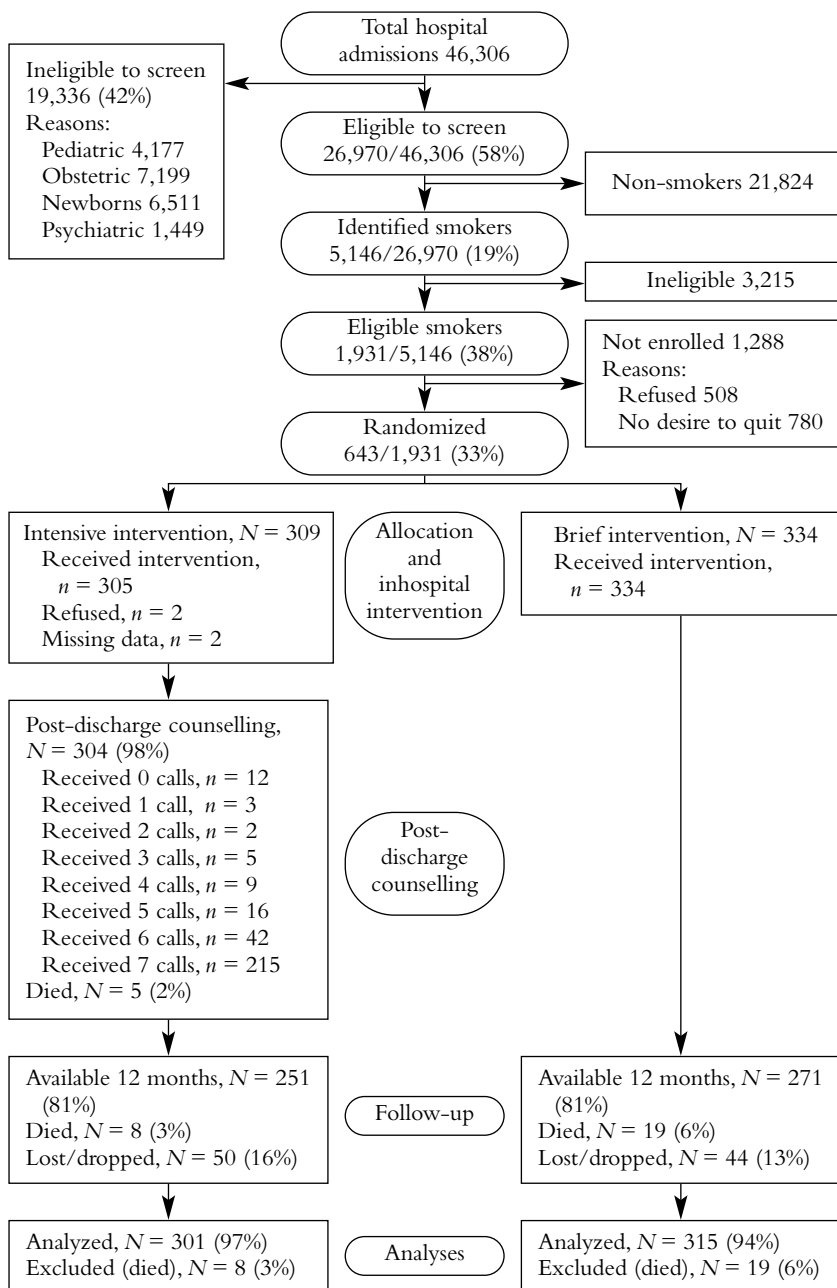 Total hospital
admissions 46,306
Ineligible to screen
19,336 (42%)
Reasons:
Pediatric 4,177
Obstetric 7,199
Newborns 6,511
Psychiatric 1,449
Eligible to screen
26,970/46,306 (58%)
Non-smokers 21,824
Identified smokers
5,146/26,970 (19%)
Ineligible 3,215
Eligible smokers
1,931/5,146 (38%)
Not enrolled 1,288
Reasons:
Refused 508
No desire to quit 780
Randomized
643/1,931 (33%)
Intensive intervention, N = 309
Received intervention,
n = 305
Refused, n = 2
Missing data, n = 2
Allocation
and
inhospital
intervention
Brief intervention, N = 334
Received intervention,
n = 334
Post-discharge counselling,
N = 304 (98%)
Received 0 calls, n = 12
Received 1 call, n = 3
Received 2 calls, n = 2
Received 3 calls, n = 5
Received 4 calls, n = 9
Received 5 calls, n = 16
Received 6 calls, n = 42
Received 7 calls, n = 215
Died, N = 5 (2%)
Post-
discharge
counselling
Available 12 months, N = 251
(81%)
Died, N = 8 (3%)
Lost/dropped, N = 50 (16%)
Follow-up
Available 12 months, N = 271
(81%)
Died, N = 19 (6%)
Lost/dropped, N = 44 (13%)
Analyzed, N = 301 (97%)
Excluded (died), N = 8 (3%)
Analyses
Analyzed, N = 315 (94%)
Excluded (died), N = 19 (6%)